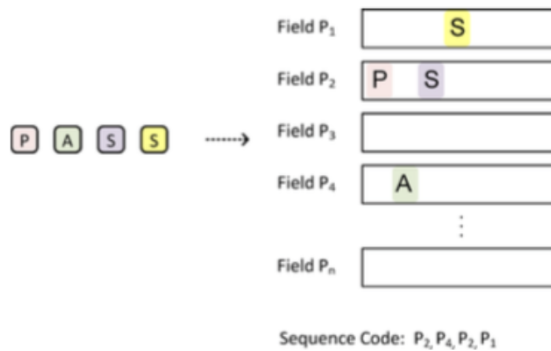 Field P₁ S
Field P₂ P S
P A S S Field P₃
Field P₄ A
⋮
Field Pₙ
Sequence Code: P₂, P₄, P₂, P₁